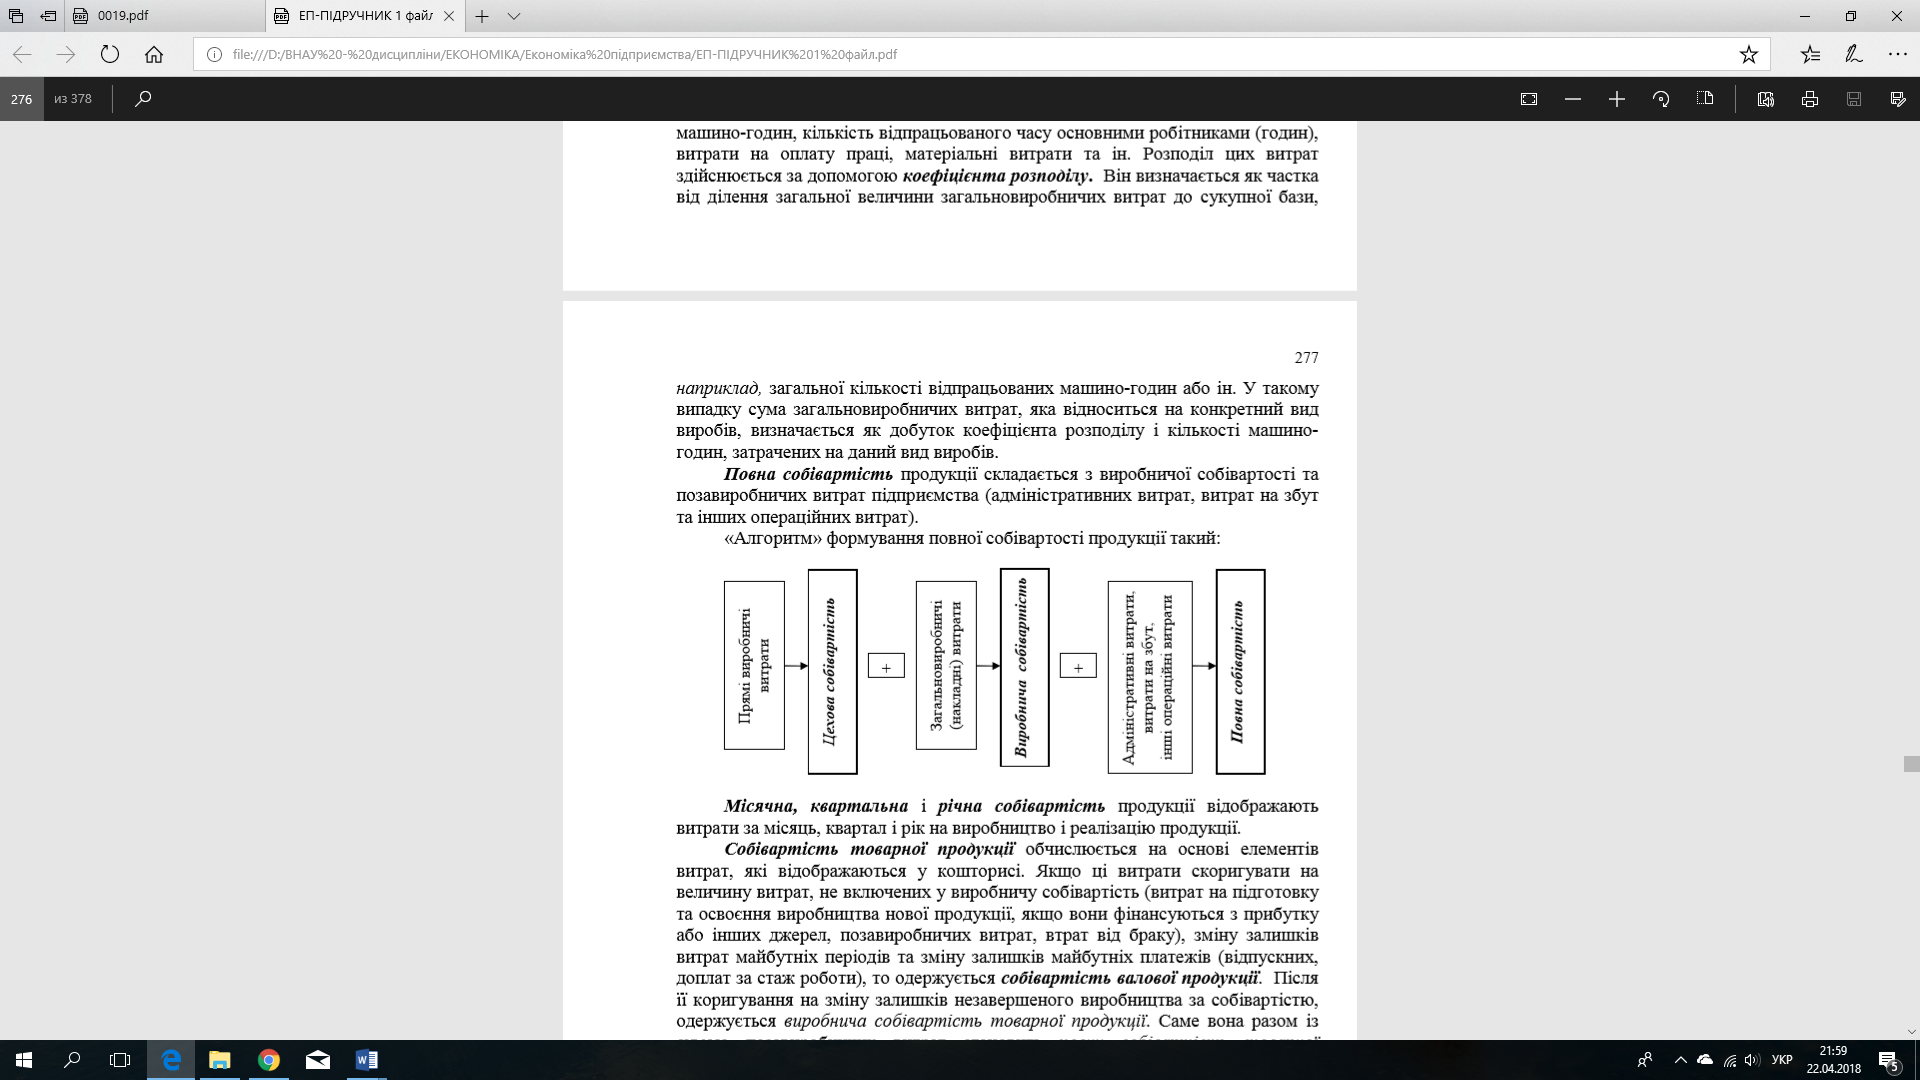 0019.pdf
ЕП-ПІДРУЧНИК 1 файл
file:///D:/ВНАУ%20-%20дисципліни/ЕКОНОМІКА/Економіка%20підприємства/ЕП-ПІДРУЧНИК%201%20файл.pdf
276 из 378
машино-годин, кількість відпрацьованого часу основними робітниками (годин),
витрати на оплату праці, матеріальні витрати та ін. Розподіл цих витрат
здійснюється за допомогою коефіцієнта розподілу. Він визначається як частка
від ділення загальної величини загальновиробничих витрат до сукупної бази,
277
наприклад, загальної кількості відпрацьованих машино-годин або ін. У такому
випадку сума загальновиробничих витрат, яка відноситься на конкретний вид
виробів, визначається як добуток коефіцієнта розподілу і кількості машино-
годин, затрачених на даний вид виробів.
Повна собівартість продукції складається з виробничої собівартості та
позавиробничих витрат підприємства (адміністративних витрат, витрат на збут
та інших операційних витрат).
«Алгоритм» формування повної собівартості продукції такий:
Прямі виробничі
витрати
Цехова собівартість
+
Загальновиробничі
(накладні) витрати
Виробнича собівартість
+
Адміністративні витрати,
витрати на збут,
інші операційні витрати
Повна собівартість
Місячна, квартальна і річна собівартість продукції відображають
витрати за місяць, квартал і рік на виробництво і реалізацію продукції.
Собівартість товарної продукції обчислюється на основі елементів
витрат, які відображаються у кошторисі. Якщо ці витрати скоригувати на
величину витрат, не включених у виробничу собівартість (витрат на підготовку
та освоєння виробництва нової продукції, якщо вони фінансуються з прибутку
або інших джерел, позавиробничих витрат, втрат від браку), зміну залишків
витрат майбутніх періодів та зміну залишків майбутніх платежів (відпускних,
доплат за стаж роботи), то одержується собівартість валової продукції. Після
її коригування на зміну залишків незавершеного виробництва за собівартістю,
одержується виробнича собівартість товарної продукції. Саме вона разом із
УКР
21:59
22.04.2018
5